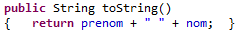 public String toString()
{   return prenom + " " + nom;  }